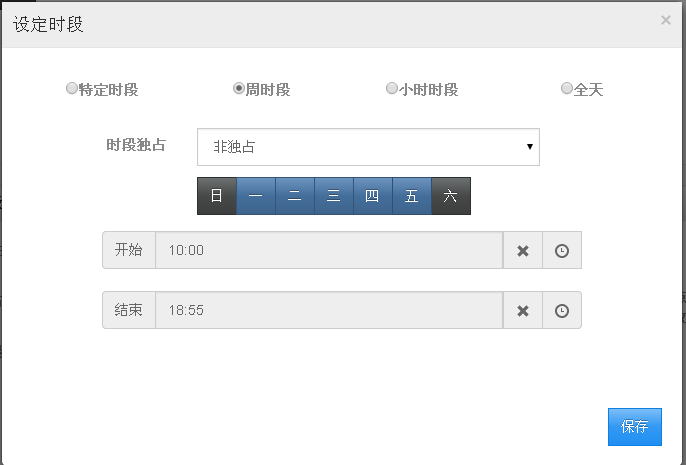 设定时段 ×
特定时段 周时段 小时时段 全天
时段独占 非独占
日 一 二 三 四 五 六
开始 10:00
结束 18:55
保存